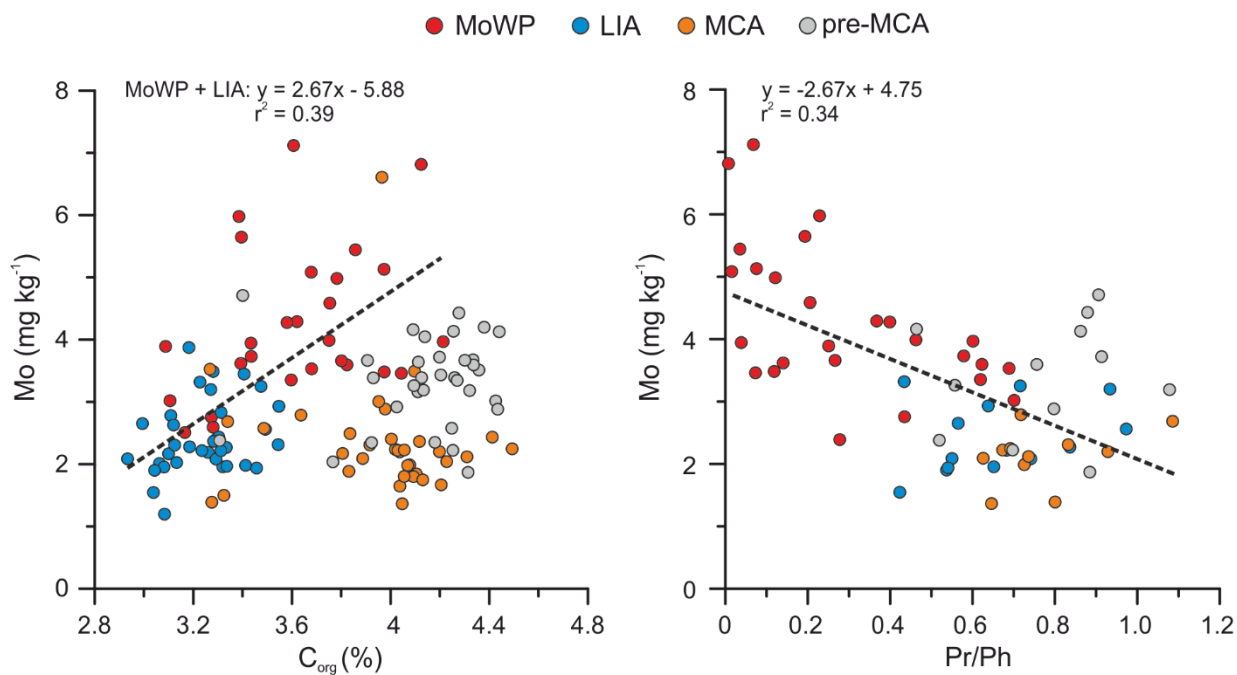 MoWP LIA MCA pre-MCA
MoWP + LIA: y = 2.67x - 5.88
r² = 0.39
8
6
4
2
0
Mo (mg kg⁻¹)
2.8 3.2 3.6 4 4.4 4.8
C_org (%)
y = -2.67x + 4.75
r² = 0.34
8
6
4
2
0
Mo (mg kg⁻¹)
0 0.2 0.4 0.6 0.8 1.0 1.2
Pr/Ph